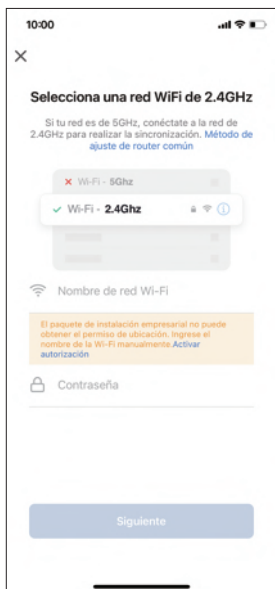 10:00
Selecciona una red WiFi de 2.4GHz
Si tu red es de 5GHz, conéctate a la red de
2.4GHz para realizar la sincronización. Método de
ajuste de router común
Wi-Fi - 5Ghz
Wi-Fi - 2.4Ghz
Nombre de red Wi-Fi
El paquete de instalación empresarial no puede
obtener el permiso de ubicación. Ingrese el
nombre de la Wi-Fi manualmente.Activar
autorización
Contraseña
Siguiente